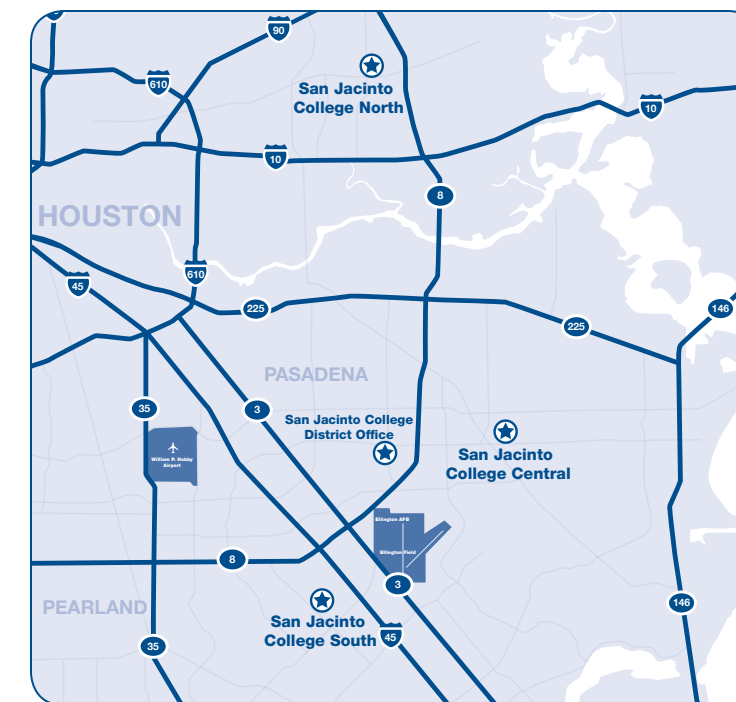 90
610
San Jacinto
College North
10
10
8
HOUSTON
610
45
225
146
225
PASADENA
35
3
San Jacinto College
District Office
San Jacinto
College Central
William P. Hobby
Airport
Ellington AFB
Ellington Field
8
3
PEARLAND
146
San Jacinto
College South
45
35